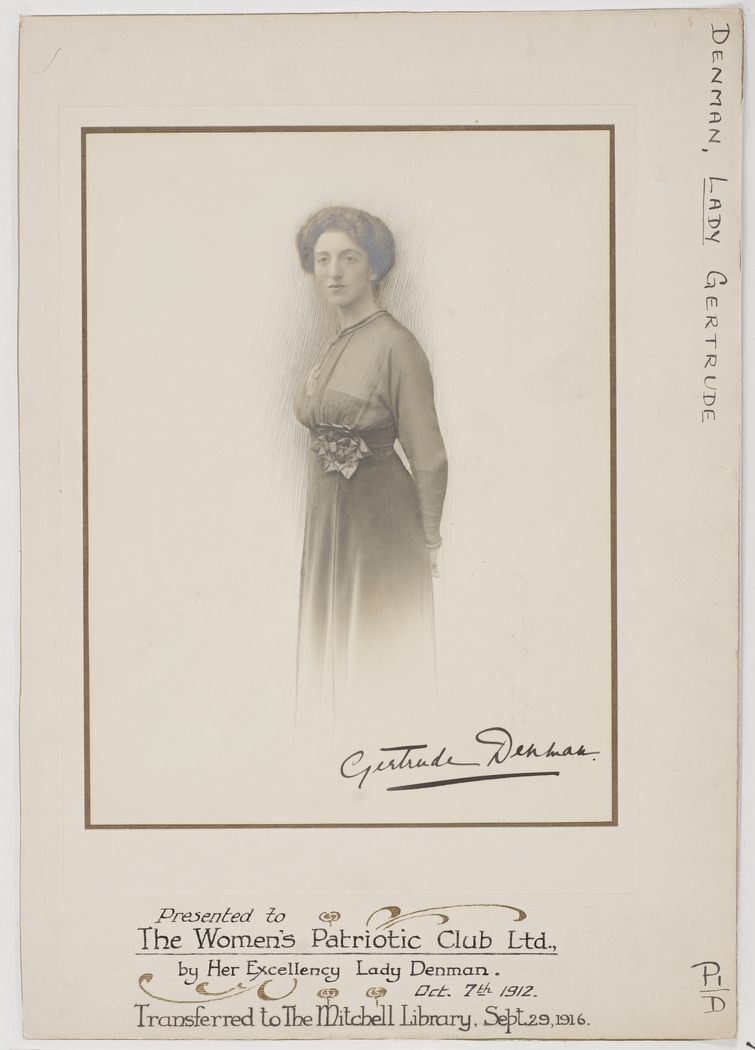 DENMAN, LADY GERTRUDE
Gertrude Denman.
Presented to
The Women's Patriotic Club Ltd.,
by Her Excellency Lady Denman.
Oct. 7th 1912.
Transferred to The Mitchell Library, Sept. 29, 1916.
P1/D